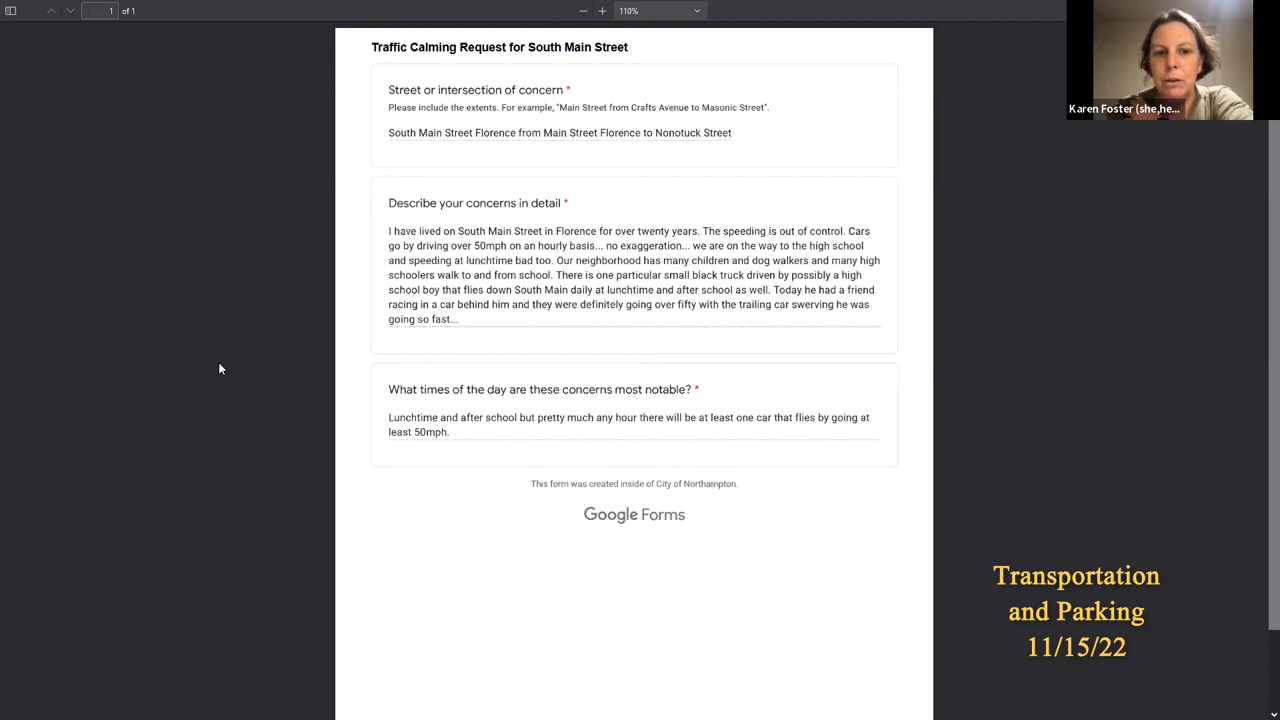 1 of 1
110%
Traffic Calming Request for South Main Street
Street or intersection of concern *
Please include the extents. For example, "Main Street from Crafts Avenue to Masonic Street".
South Main Street Florence from Main Street Florence to Nonotuck Street
Describe your concerns in detail *
I have lived on South Main Street in Florence for over twenty years. The speeding is out of control. Cars
go by driving over 50mph on an hourly basis... no exaggeration... we are on the way to the high school
and speeding at lunchtime bad too. Our neighborhood has many children and dog walkers and many high
schoolers walk to and from school. There is one particular small black truck driven by possibly a high
school boy that flies down South Main daily at lunchtime and after school as well. Today he had a friend
racing in a car behind him and they were definitely going over fifty with the trailing car swerving he was
going so fast...
What times of the day are these concerns most notable? *
Lunchtime and after school but pretty much any hour there will be at least one car that flies by going at
least 50mph.
This form was created inside of City of Northampton.
Google Forms
Karen Foster (she,he...
Transportation
and Parking
11/15/22